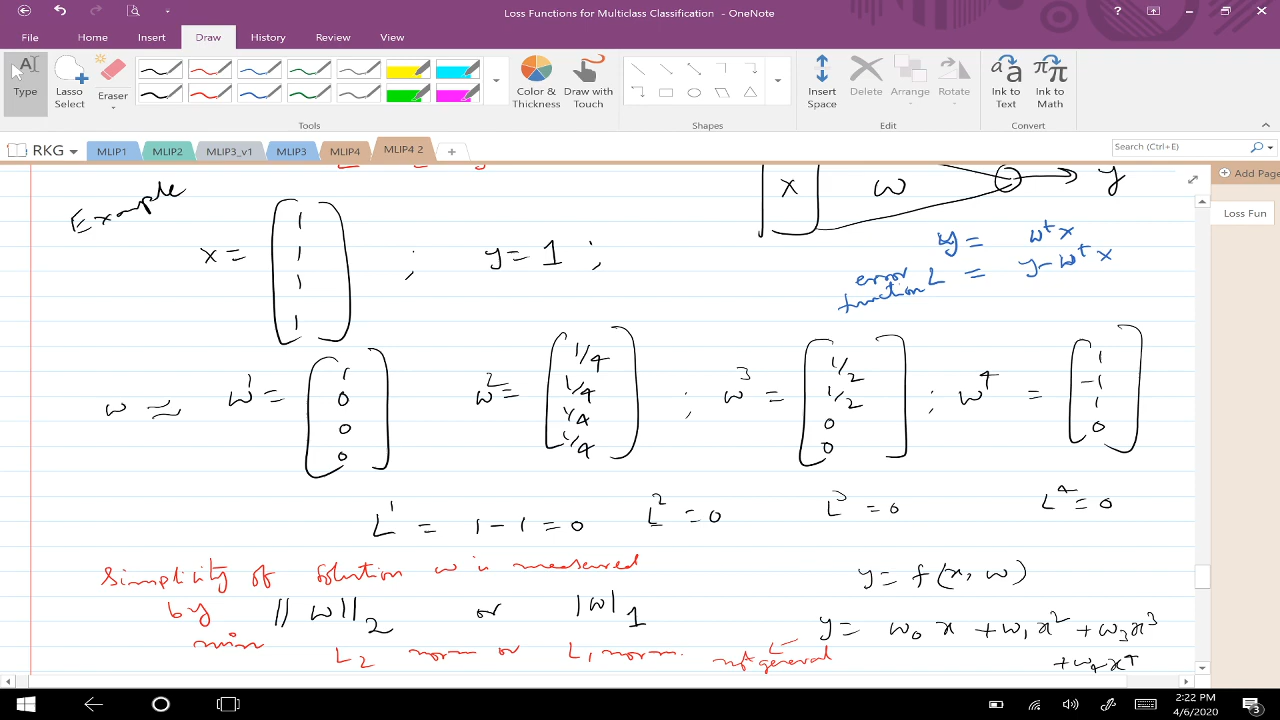 Loss Functions for Multiclass Classification - OneNote
File Home Insert Draw History Review View
Type Lasso Select Eraser Color & Thickness Draw with Touch Insert Space Delete Arrange Rotate Ink to Text Ink to Math
Tools Shapes Edit Convert
RKG MLIP1 MLIP2 MLIP3_v1 MLIP3 MLIP4 MLIP4 2 + Search (Ctrl+E)
Add Page
Loss Fun
x w y
Example
x = ( 1 1 1 1 ) ; y = 1 ;
y = w^t x
error function L = y - w^t x
w ≈ w^1 = [ 1 0 0 0 ] w^2 = [ 1/4 1/4 1/4 1/4 ] ; w^3 = [ 1/2 1/2 0 0 ] ; w^4 = [ 1 -1 1 0 ]
L^1 = 1 - 1 = 0 L^2 = 0 L^3 = 0 L^4 = 0
Simplicity of solution w is measured
by || w ||_2 or |w|_1
min L_2 norm or L_1 norm.
y = f(x, w)
y = w_0 x + w_1 x^2 + w_3 x^3
+ w_4 x^4
general
2:22 PM
4/6/2020
3